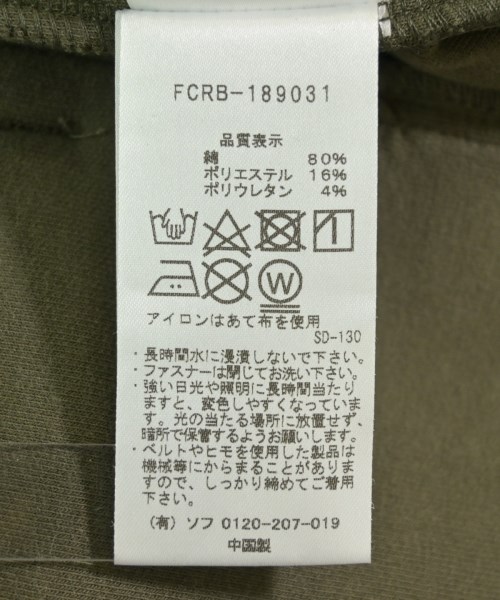 FCRB-189031
品質表示
綿 80%
ポリエステル 16%
ポリウレタン 4%
W
アイロンはあて布を使用
SD-130
・長時間水に浸漬しないで下さい。
・ファスナーは閉じてお洗い下さい。
・強い日光や照明に長時間当たり
ますと、変色しやすくなっていま
す。光の当たる場所に放置せず、
暗所で保管するようお願いします。
・ベルトやヒモを使用した製品は
機械等にからまることがありま
すので、しっかり締めてご着用
下さい。
(有) ソフ 0120-207-019
中国製